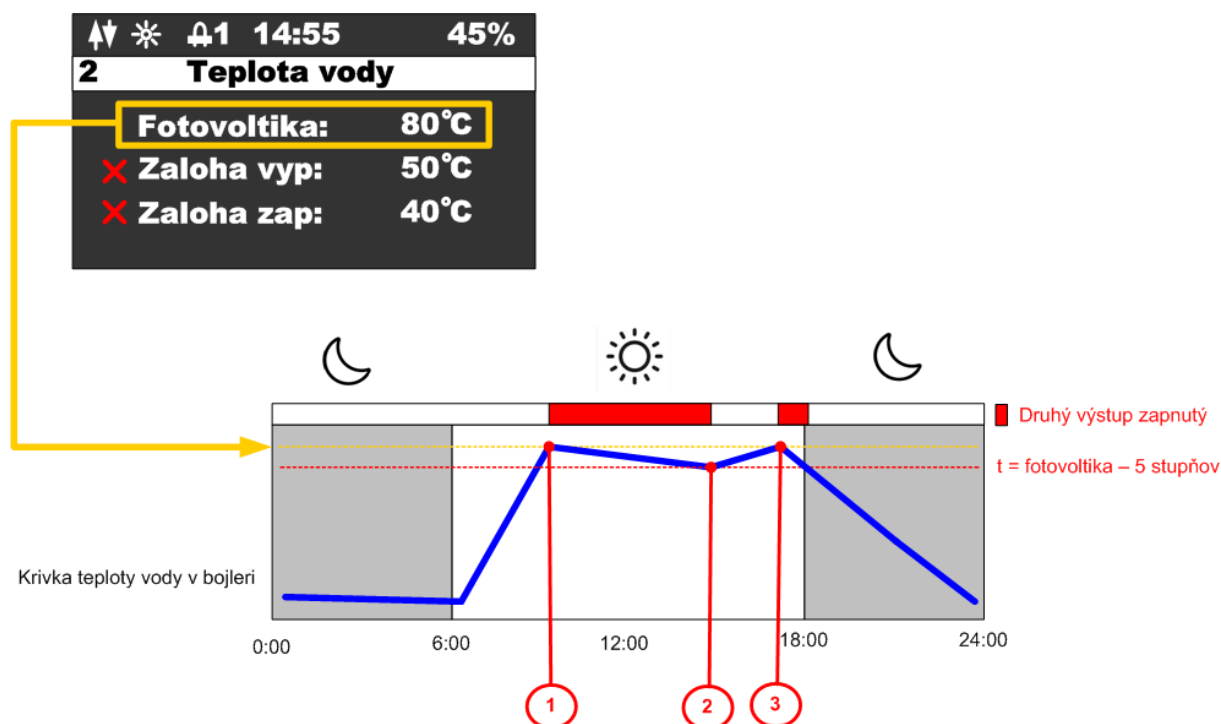 1 14:55 45%
2 Teplota vody
Fotovoltika: 80°C
Zaloha vyp: 50°C
Zaloha zap: 40°C
Druhý výstup zapnutý
t = fotovoltika – 5 stupňov
Krivka teploty vody v bojleri
0:00 6:00 12:00 18:00 24:00
1 2 3